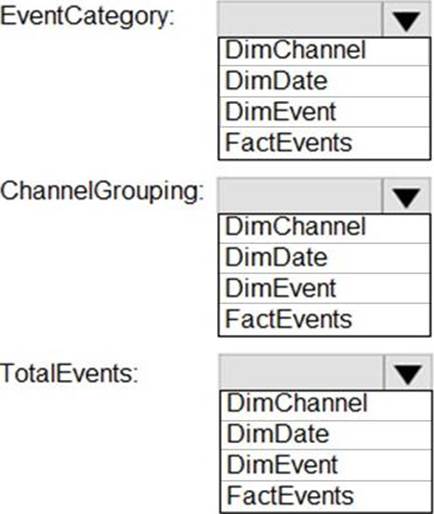 EventCategory:
DimChannel
DimDate
DimEvent
FactEvents
ChannelGrouping:
DimChannel
DimDate
DimEvent
FactEvents
TotalEvents:
DimChannel
DimDate
DimEvent
FactEvents